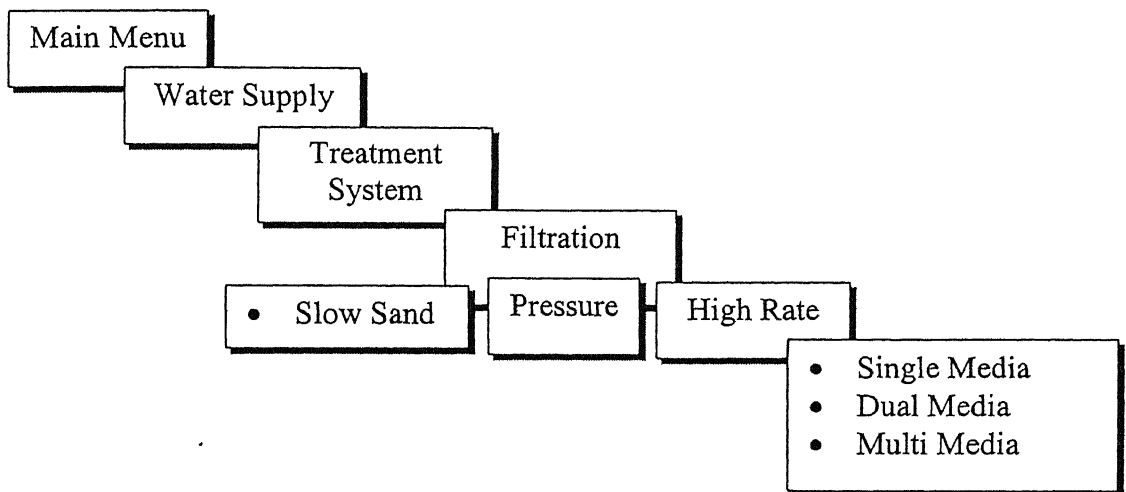 Main Menu
Water Supply
Treatment
System
Filtration
• Slow Sand
Pressure
High Rate
• Single Media
• Dual Media
• Multi Media